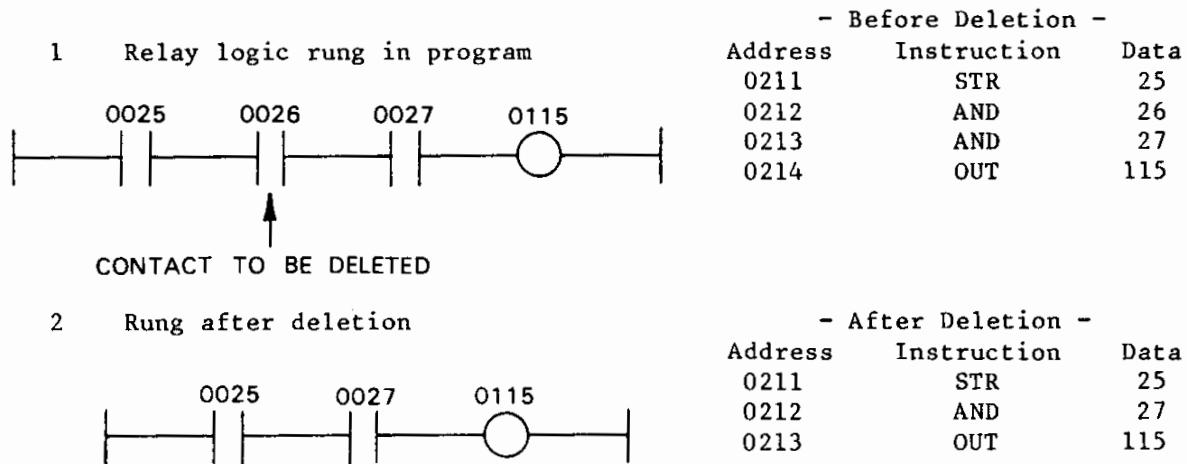 - Before Deletion -
1 Relay logic rung in program
Address Instruction Data
0211 STR 25
0212 AND 26
0213 AND 27
0214 OUT 115
0025 0026 0027 0115
CONTACT TO BE DELETED
2 Rung after deletion
- After Deletion -
Address Instruction Data
0211 STR 25
0212 AND 27
0213 OUT 115
0025 0027 0115